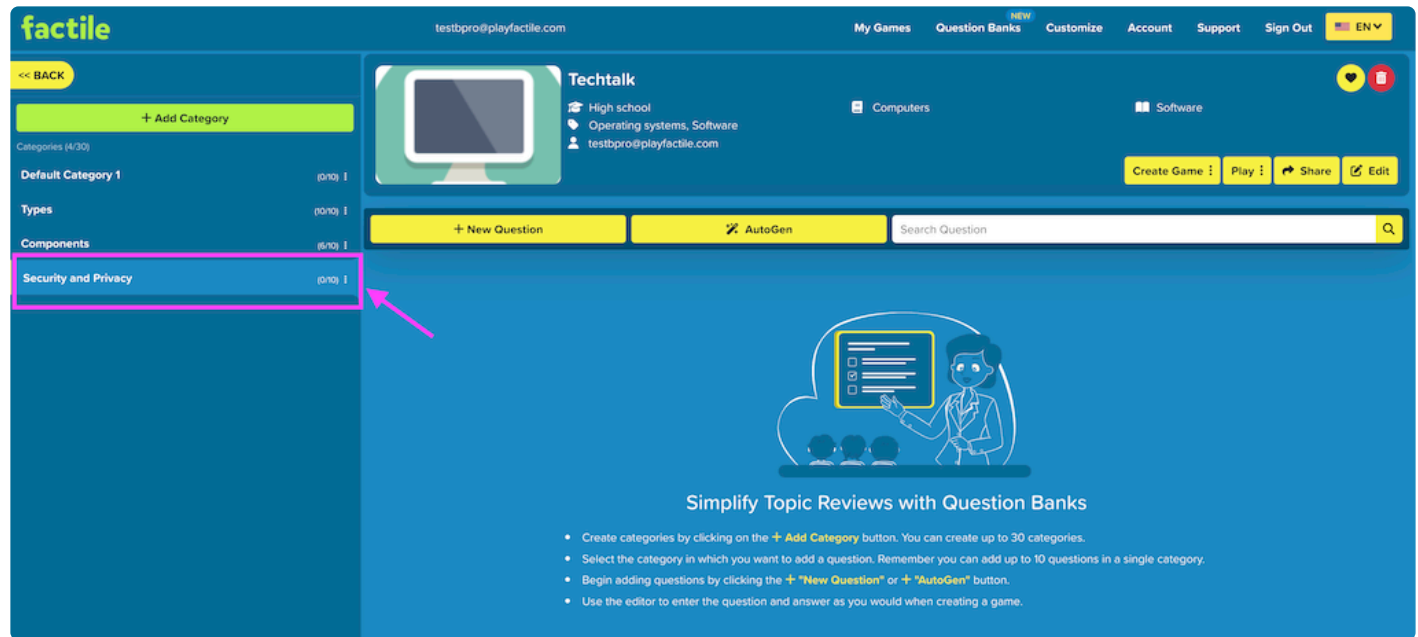 factile
testbpro@playfactile.com
NEW
My Games Question Banks Customize Account Support Sign Out EN
<< BACK
+ Add Category
Categories (4/30)
Default Category 1 (0/10)
Types (10/10)
Components (6/10)
Security and Privacy (0/10)
Techtalk
High school Computers Software
Operating systems, Software
testbpro@playfactile.com
Create Game Play Share Edit
+ New Question AutoGen Search Question
Simplify Topic Reviews with Question Banks
• Create categories by clicking on the + Add Category button. You can create up to 30 categories.
• Select the category in which you want to add a question. Remember you can add up to 10 questions in a single category.
• Begin adding questions by clicking the + "New Question" or + "AutoGen" button.
• Use the editor to enter the question and answer as you would when creating a game.